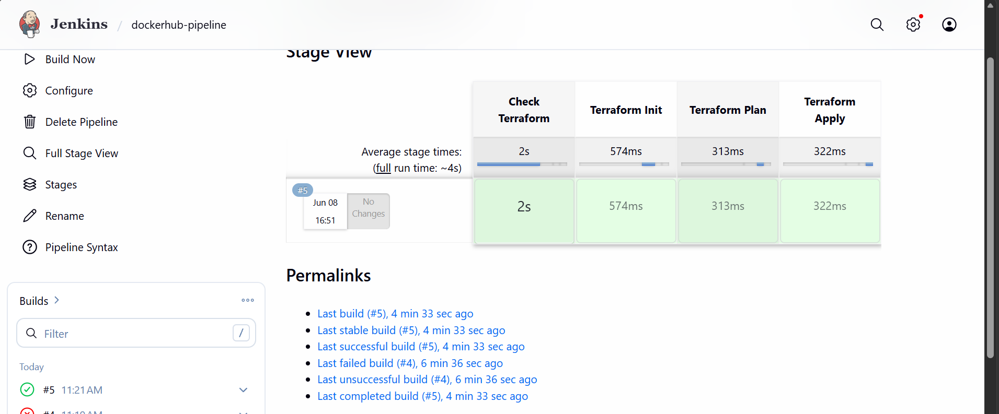 Jenkins / dockerhub-pipeline
Build Now
Configure
Delete Pipeline
Full Stage View
Stages
Rename
Pipeline Syntax
Builds
Filter
/
Today
#5 11:21 AM
#4 11:19 AM
Stage View
Check
Terraform
Terraform Init
Terraform Plan
Terraform
Apply
Average stage times:
(full run time: ~4s)
2s
574ms
313ms
322ms
#5
Jun 08
16:51
No
Changes
2s
574ms
313ms
322ms
Permalinks
Last build (#5), 4 min 33 sec ago
Last stable build (#5), 4 min 33 sec ago
Last successful build (#5), 4 min 33 sec ago
Last failed build (#4), 6 min 36 sec ago
Last unsuccessful build (#4), 6 min 36 sec ago
Last completed build (#5), 4 min 33 sec ago